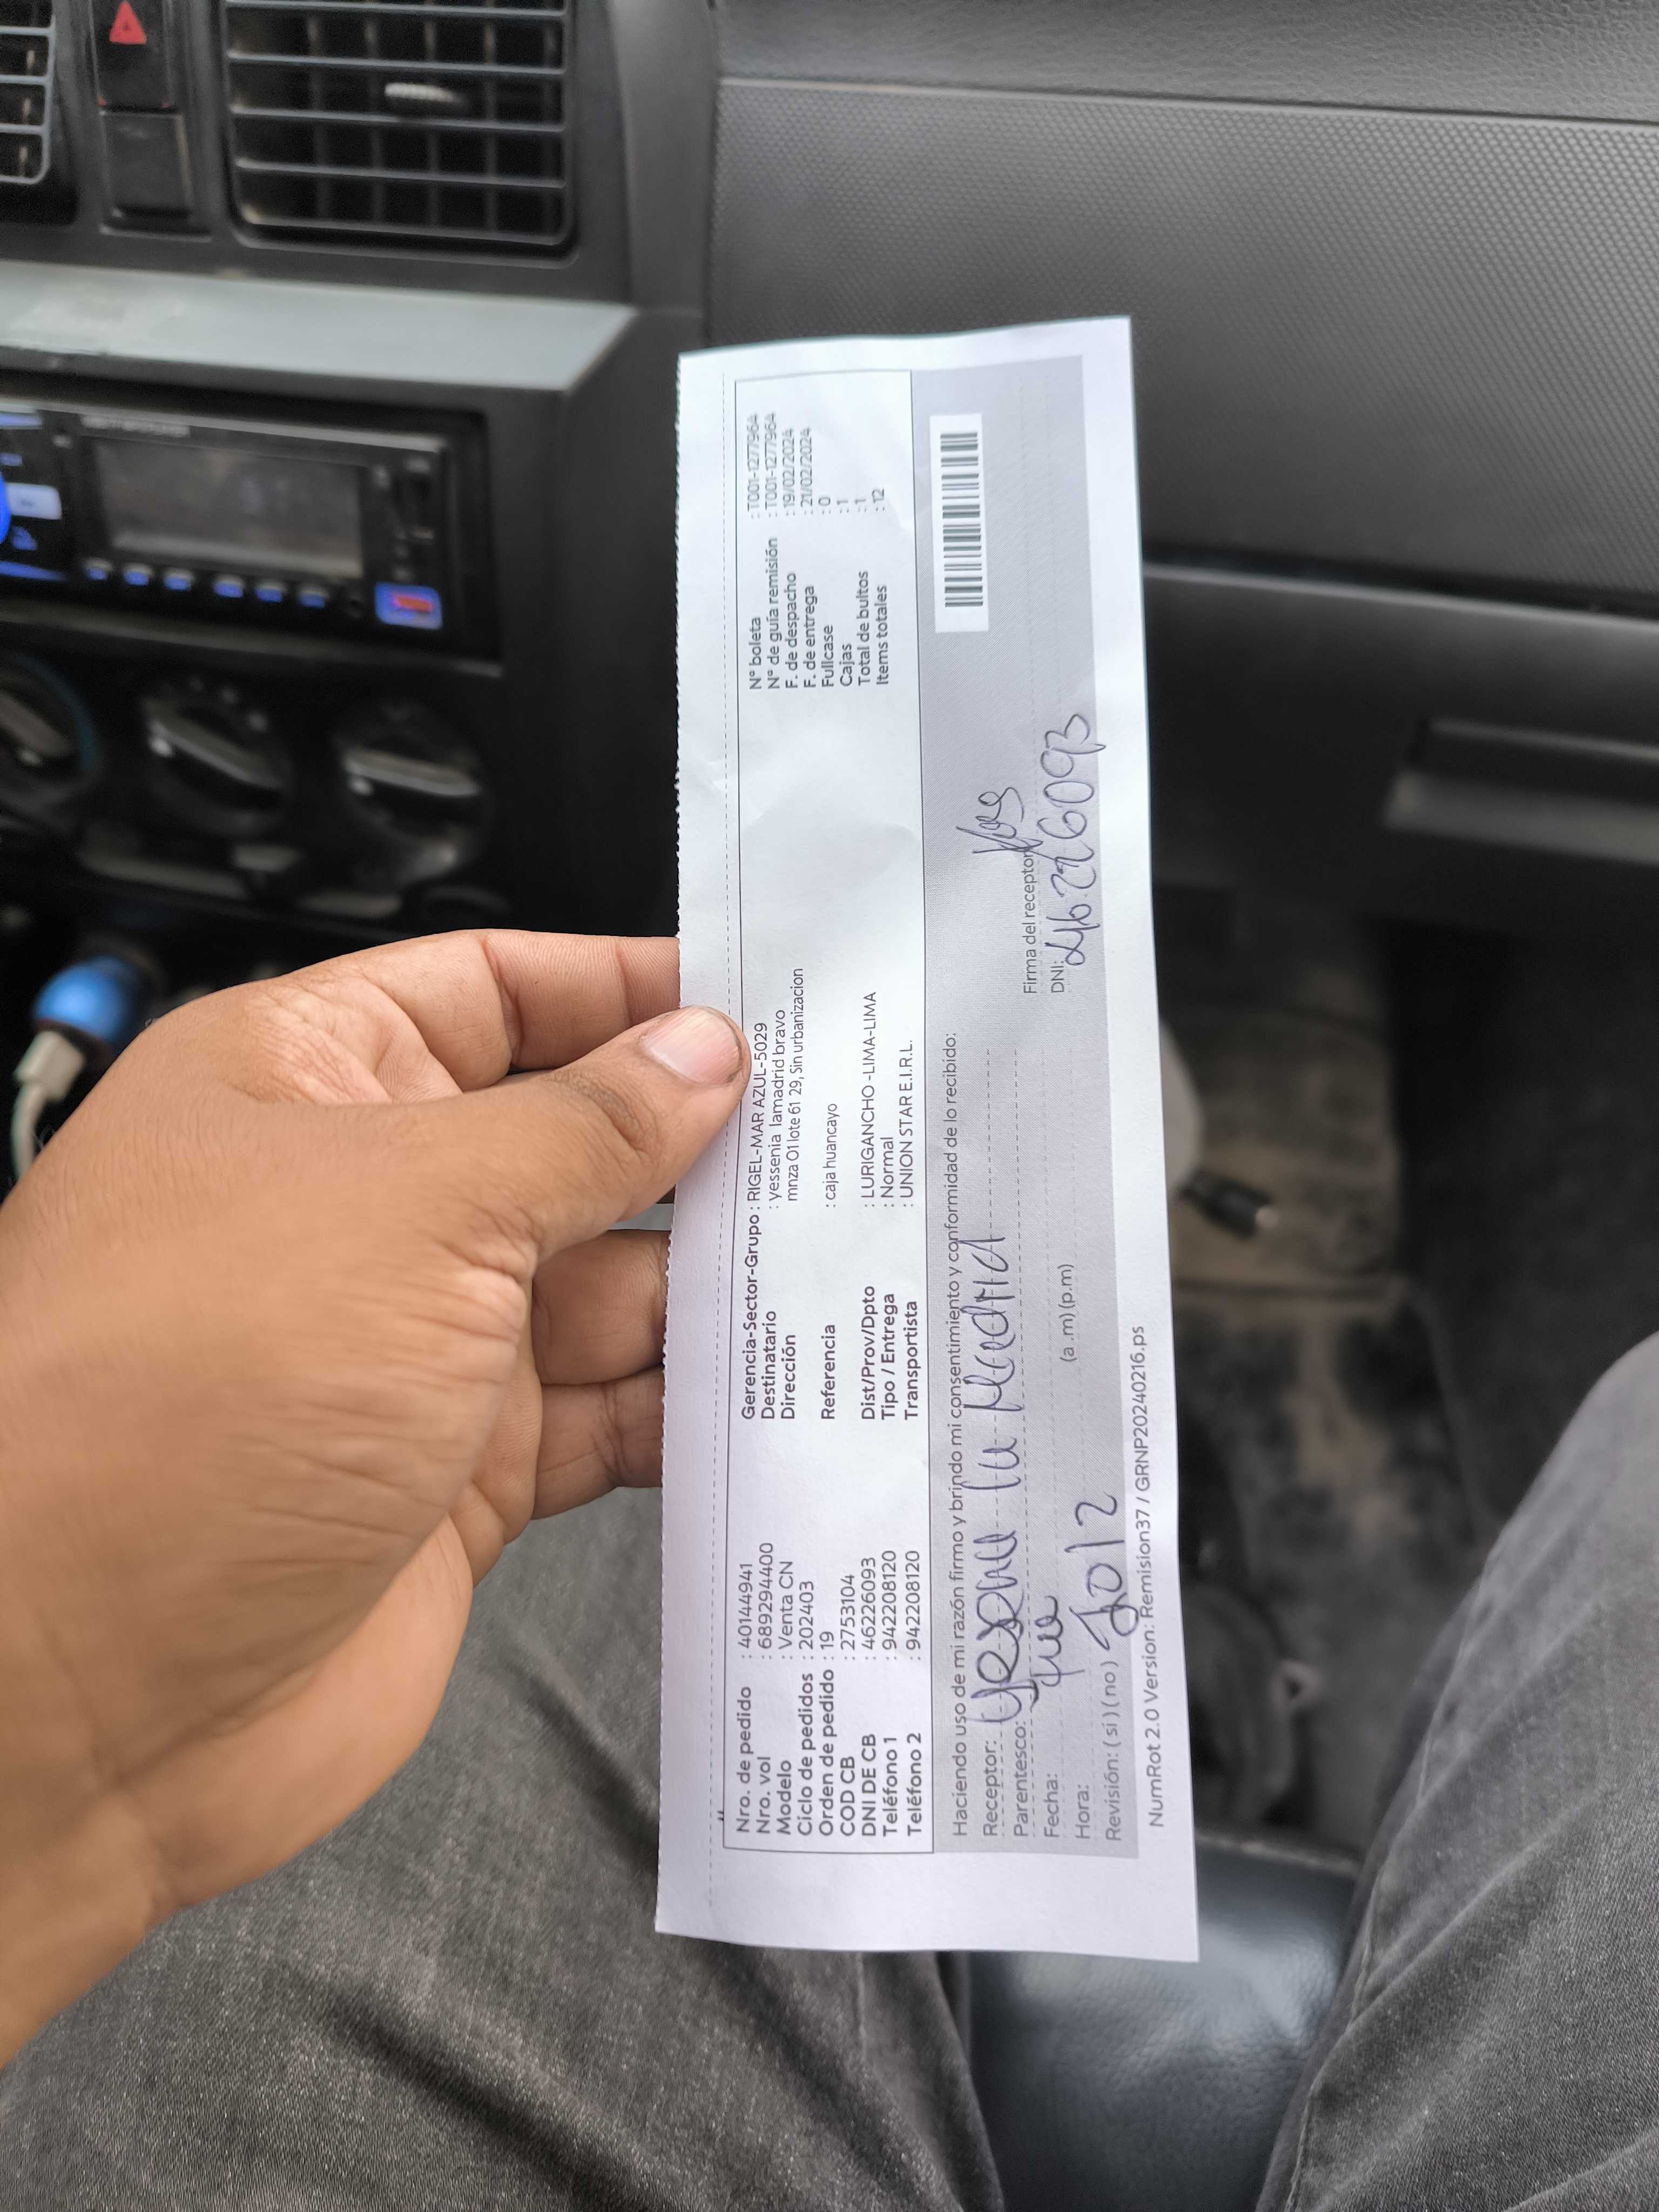 Nro. de pedido : 40144941
Nro. vol : 689294400
Modelo : Venta CN
Ciclo de pedidos : 202403
Orden de pedido : 19
COD CB : 2753104
DNI DE CB : 46226093
Teléfono 1 : 942208120
Teléfono 2 : 942208120
Gerencia-Sector-Grupo : RIGEL-MAR AZUL-5029
Destinatario : yessenia lamadrid bravo
Dirección mnza O1 lote 61 29, Sin urbanizacion
Referencia : caja huancayo
Dist/Prov/Dpto : LURIGANCHO -LIMA-LIMA
Tipo / Entrega : Normal
Transportista : UNION STAR E.I.R.L.
N° boleta : T001-1277964
N° de guía remisión : T001-1277964
F. de despacho : 19/02/2024
F. de entrega : 21/02/2024
Fullcase : 0
Cajas : 1
Total de bultos : 1
Items totales : 12
Haciendo uso de mi razón firmo y brindo mi consentimiento y conformidad de lo recibido:
Receptor:
Parentesco:
Fecha:
Hora: (a .m) (p.m)
Revisión: ( si ) ( no )
Firma del receptor
DNI: 46226093
NumRot 2.0 Version: Remision37 / GRNP20240216.ps